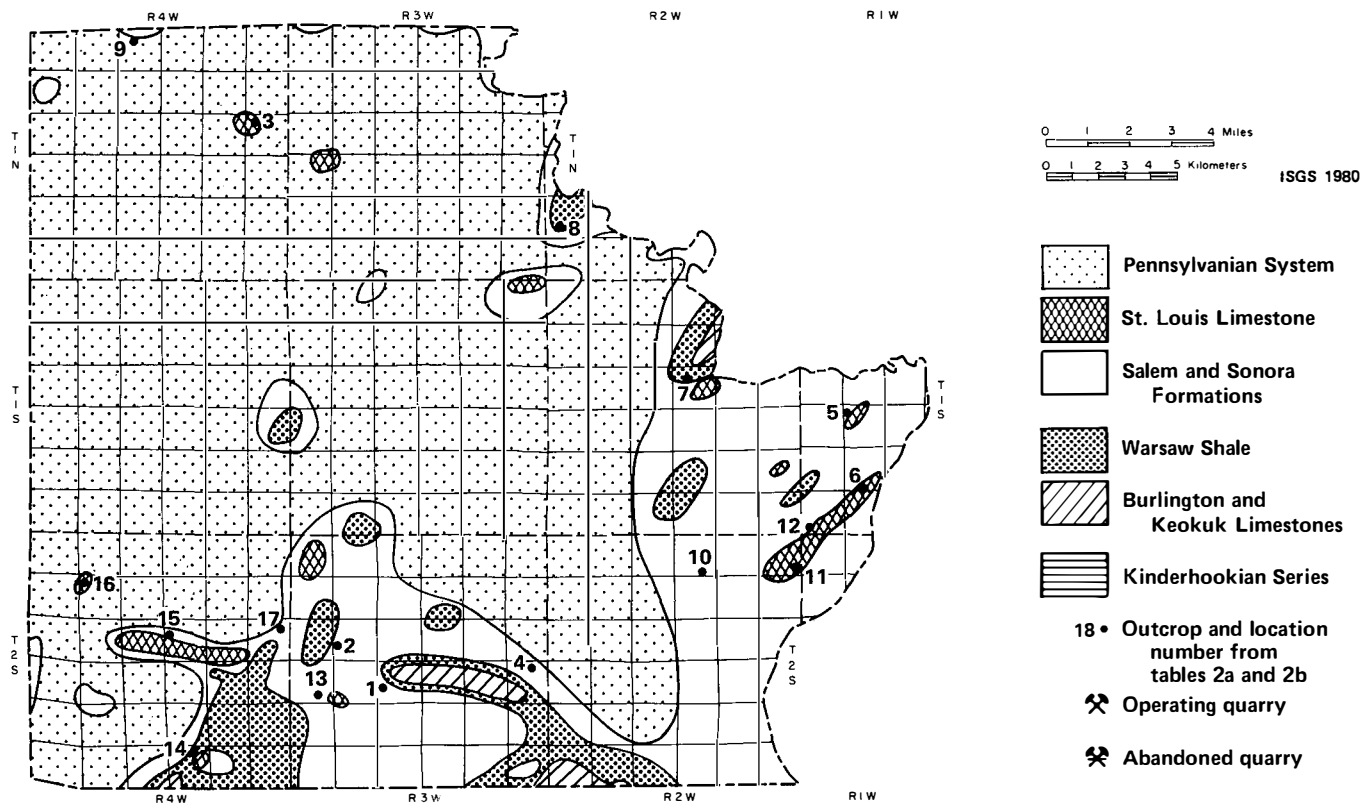 R4W R3W R2W R1W
9
3
T1N
T1N
8
7
5
T1S
T1S
6
12
10
11
16
15
17
2
T2S
T2S
4
13
1
14
R4W R3W R2W R1W
0 1 2 3 4 Miles
0 1 2 3 4 5 Kilometers
ISGS 1980
Pennsylvanian System
St. Louis Limestone
Salem and Sonora
Formations
Warsaw Shale
Burlington and
Keokuk Limestones
Kinderhookian Series
18 • Outcrop and location
number from
tables 2a and 2b
Operating quarry
Abandoned quarry